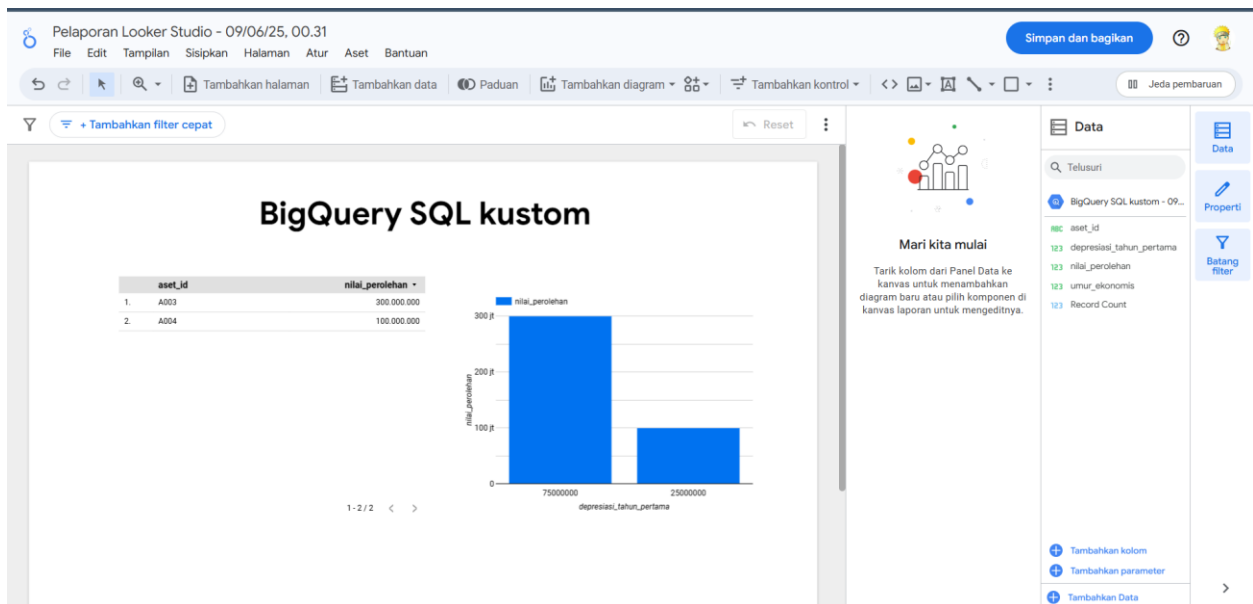 Pelaporan Looker Studio - 09/06/25, 00.31
File Edit Tampilan Sisipkan Halaman Atur Aset Bantuan
Simpan dan bagikan
Tambahkan halaman Tambahkan data Paduan Tambahkan diagram Tambahkan kontrol Jeda pembaruan
+ Tambahkan filter cepat Reset
BigQuery SQL kustom
aset_id nilai_perolehan
1. A003 300.000.000
2. A004 100.000.000
1 - 2 / 2
nilai_perolehan
300 jt
200 jt
100 jt
0
nilai_perolehan
75000000 25000000
depresiasi_tahun_pertama
Mari kita mulai
Tarik kolom dari Panel Data ke
kanvas untuk menambahkan
diagram baru atau pilih komponen di
kanvas laporan untuk mengeditnya.
Data
Telusuri
BigQuery SQL kustom - 09...
ABC aset_id
123 depresiasi_tahun_pertama
123 nilai_perolehan
123 umur_ekonomis
123 Record Count
Tambahkan kolom
Tambahkan parameter
Tambahkan Data
Data
Properti
Batang
filter